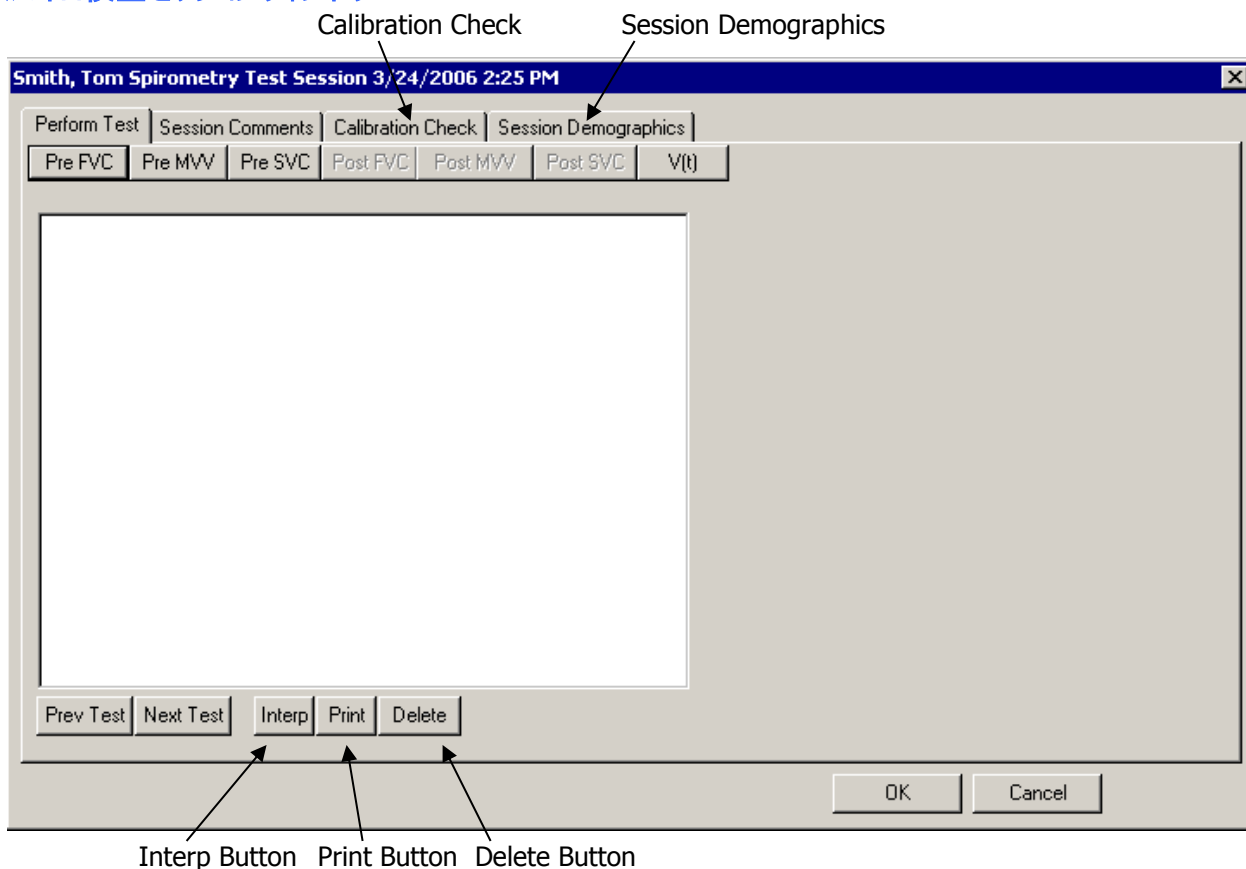 Calibration Check Session Demographics
Smith, Tom Spirometry Test Session 3/24/2006 2:25 PM
Perform Test Session Comments Calibration Check Session Demographics
Pre FVC Pre MVV Pre SVC Post FVC Post MVV Post SVC V(t)
Prev Test Next Test Interp Print Delete
OK Cancel
Interp Button Print Button Delete Button